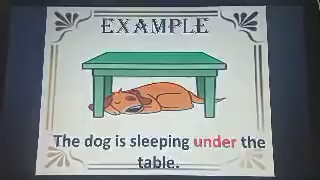 EXAMPLE
The dog is sleeping under the
table.